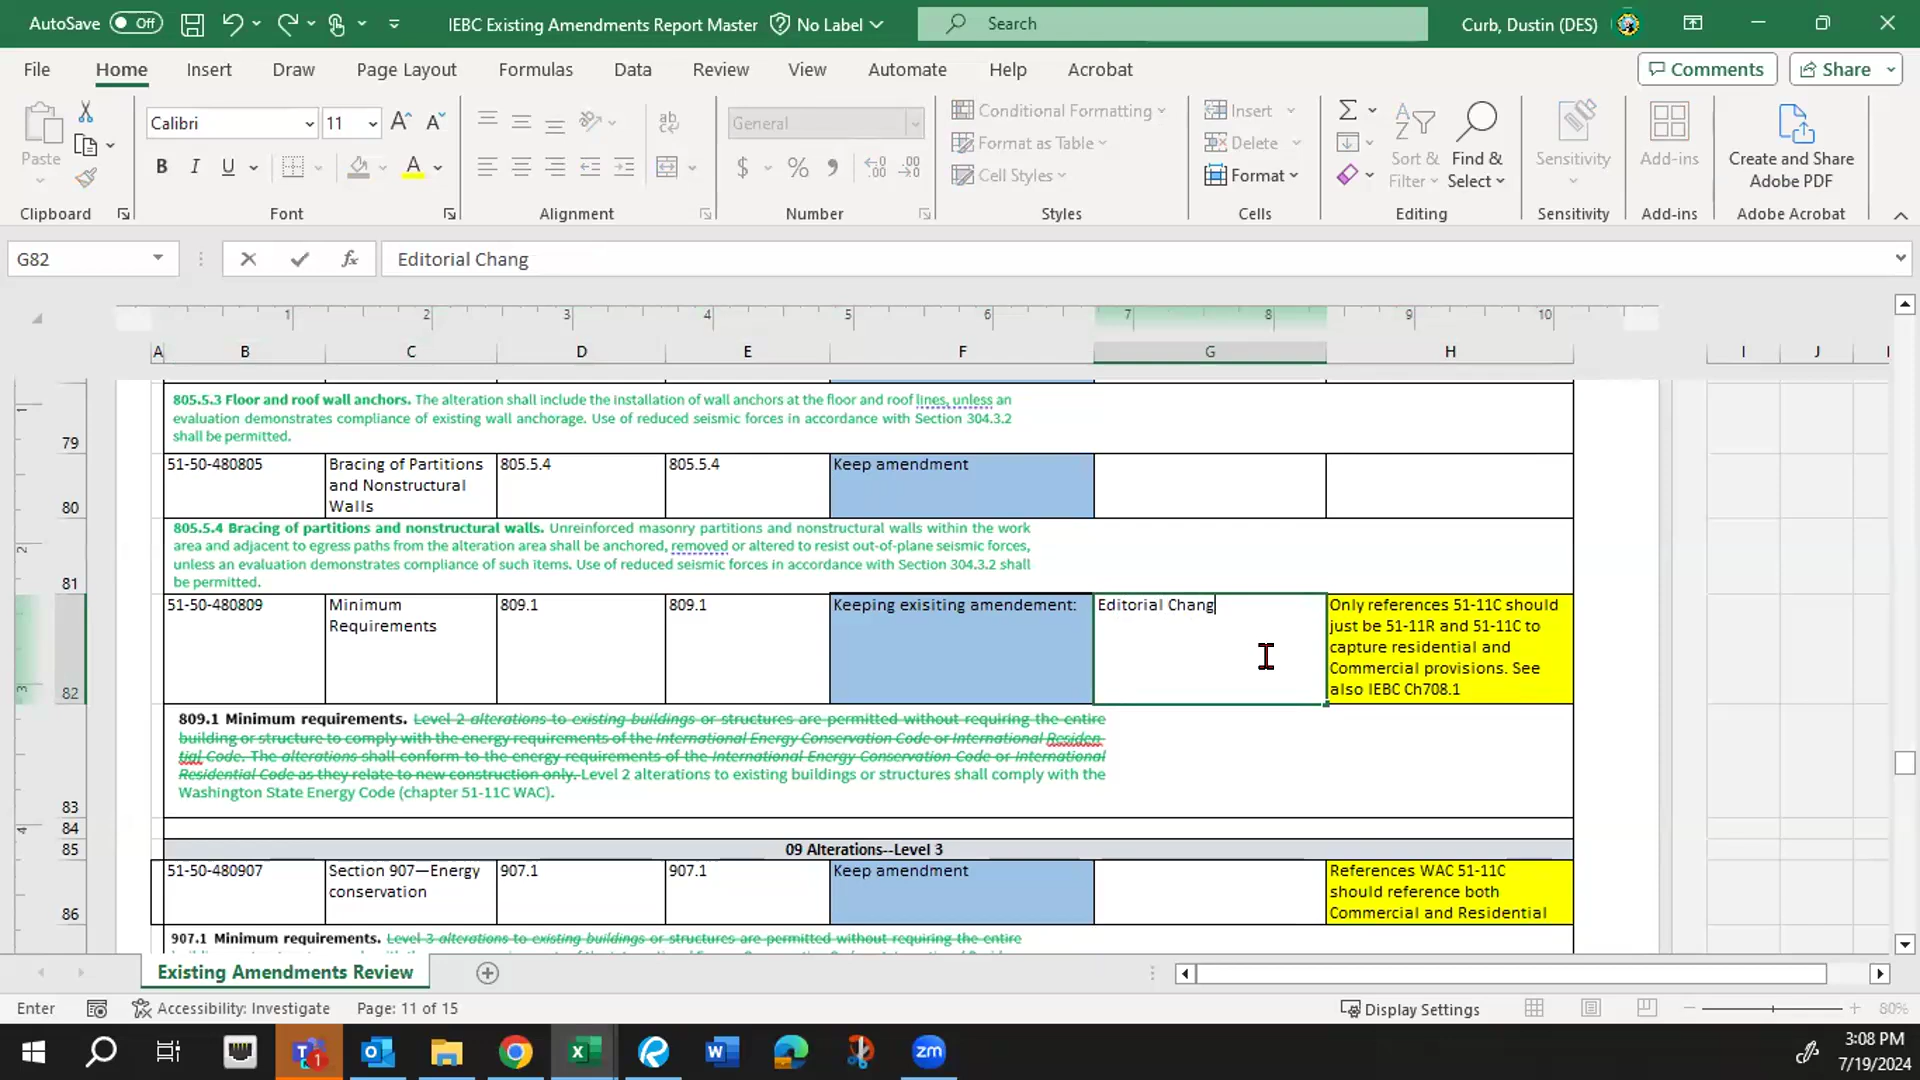 AutoSave Off IEBC Existing Amendments Report Master No Label Search Curb, Dustin (DES)
File Home Insert Draw Page Layout Formulas Data Review View Automate Help Acrobat Comments Share
Paste
Calibri 11
B I U A
ab
General
$ % 9
Conditional Formatting
Format as Table
Cell Styles
Insert
Delete
Format
Sort & Filter
Find & Select
Sensitivity
Add-ins
Create and Share Adobe PDF
Clipboard Font Alignment Number Styles Cells Editing Sensitivity Add-ins Adobe Acrobat
G82 fx Editorial Chang
1 2 3 4 5 6 7 8 9 10
A B C D E F G H I J
805.5.3 Floor and roof wall anchors. The alteration shall include the installation of wall anchors at the floor and roof lines, unless an
evaluation demonstrates compliance of existing wall anchorage. Use of reduced seismic forces in accordance with Section 304.3.2
shall be permitted.
79
51-50-480805 Bracing of Partitions 805.5.4 805.5.4 Keep amendment
and Nonstructural
Walls
80
805.5.4 Bracing of partitions and nonstructural walls. Unreinforced masonry partitions and nonstructural walls within the work
area and adjacent to egress paths from the alteration area shall be anchored, removed or altered to resist out-of-plane seismic forces,
unless an evaluation demonstrates compliance of such items. Use of reduced seismic forces in accordance with Section 304.3.2 shall
be permitted.
81
51-50-480809 Minimum 809.1 809.1 Keeping exisiting amendement: Editorial Chang Only references 51-11C should
Requirements just be 51-11R and 51-11C to
capture residential and
Commercial provisions. See
also IEBC Ch708.1
82
809.1 Minimum requirements. Level 2 alterations to existing buildings or structures are permitted without requiring the entire
building or structure to comply with the energy requirements of the International Energy Conservation Code or International Residen-
tial Code. The alterations shall conform to the energy requirements of the International Energy Conservation Code or International
Residential Code as they relate to new construction only. Level 2 alterations to existing buildings or structures shall comply with the
Washington State Energy Code (chapter 51-11C WAC).
83
84
85 09 Alterations--Level 3
51-50-480907 Section 907—Energy 907.1 907.1 Keep amendment References WAC 51-11C
conservation should reference both
86 Commercial and Residential
907.1 Minimum requirements. Level 3 alterations to existing buildings or structures are permitted without requiring the entire
Existing Amendments Review
Enter Accessibility: Investigate Page: 11 of 15 Display Settings 80%
zm
3:08 PM
7/19/2024